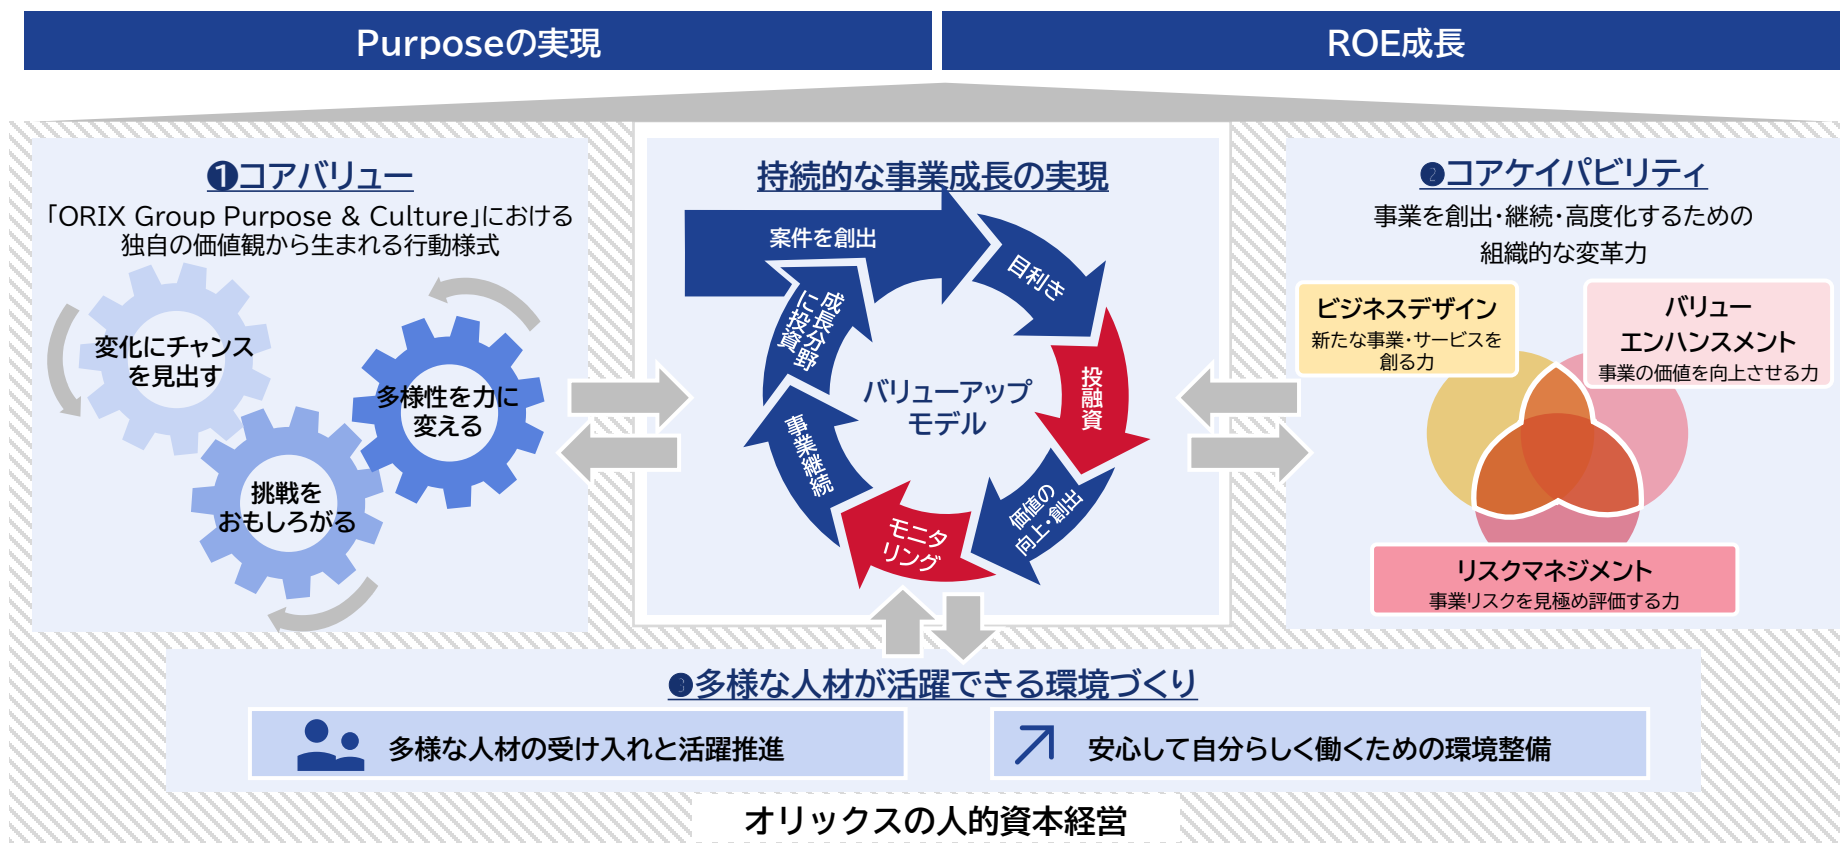 Purposeの実現
ROE成長
❶コアバリュー
「ORIX Group Purpose & Culture」における
独自の価値観から生まれる行動様式
変化にチャンス
を見出す
多様性を力に
変える
挑戦を
おもしろがる
持続的な事業成長の実現
案件を創出
目利き
投融資
価値の
向上・創出
モニタ
リング
事業継続
成長分野
に投資
バリューアップ
モデル
❷コアケイパビリティ
事業を創出・継続・高度化するための
組織的な変革力
ビジネスデザイン
新たな事業・サービスを
創る力
バリュー
エンハンスメント
事業の価値を向上させる力
リスクマネジメント
事業リスクを見極め評価する力
❸多様な人材が活躍できる環境づくり
多様な人材の受け入れと活躍推進
安心して自分らしく働くための環境整備
オリックスの人的資本経営